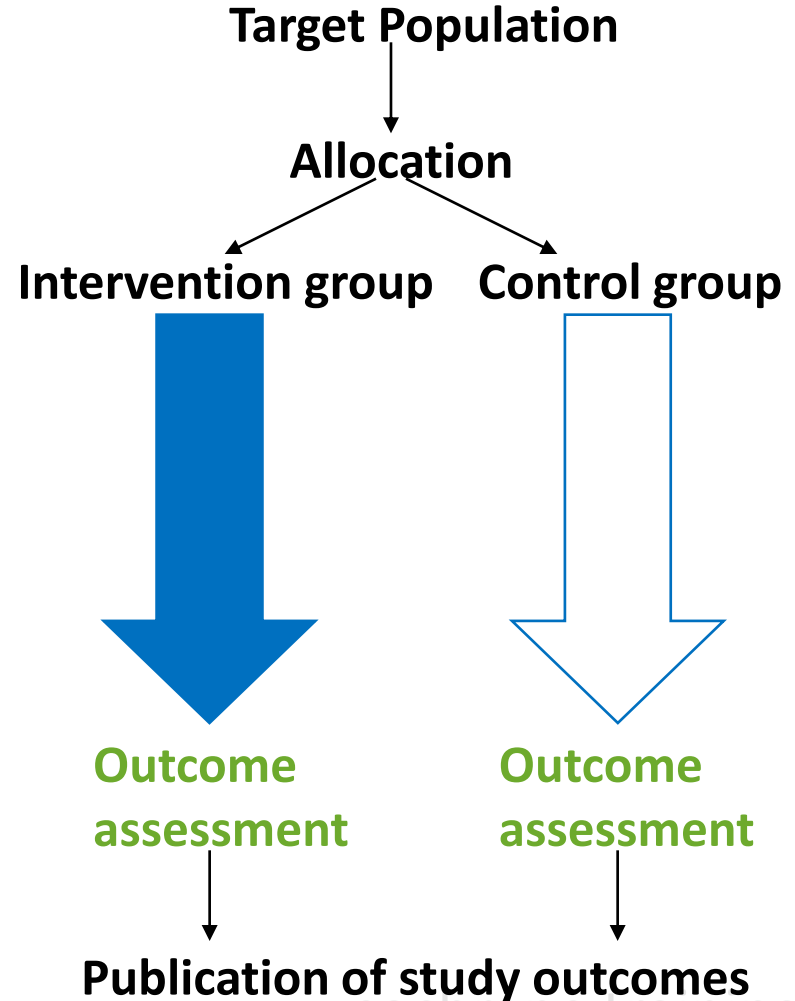 Target Population
Allocation
Intervention group
Control group
Outcome
assessment
Outcome
assessment
Publication of study outcomes